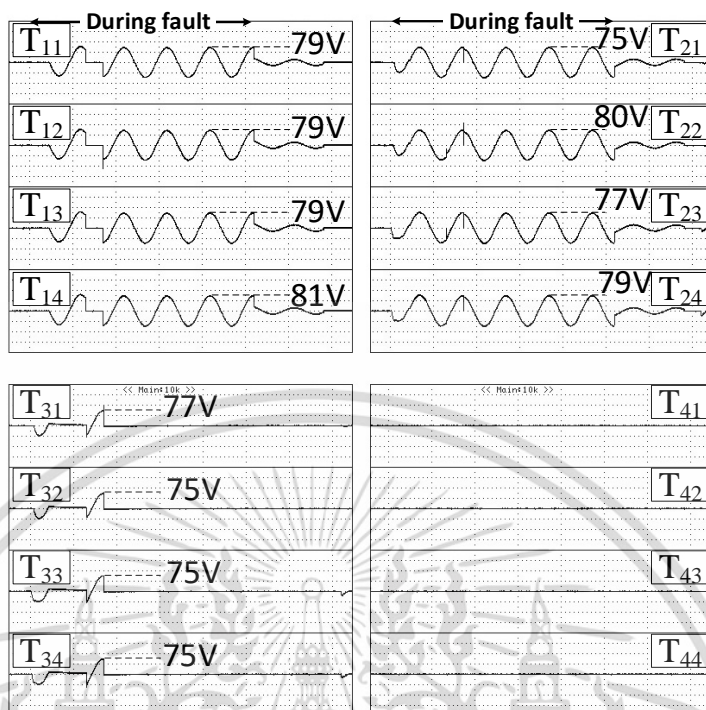 During fault
T11 79V
T12 79V
T13 79V
T14 81V
During fault
75V T21
80V T22
77V T23
79V T24
<< Main:10k >>
T31 77V
T32 75V
T33 75V
T34 75V
<< Main:10k >>
T41
T42
T43
T44